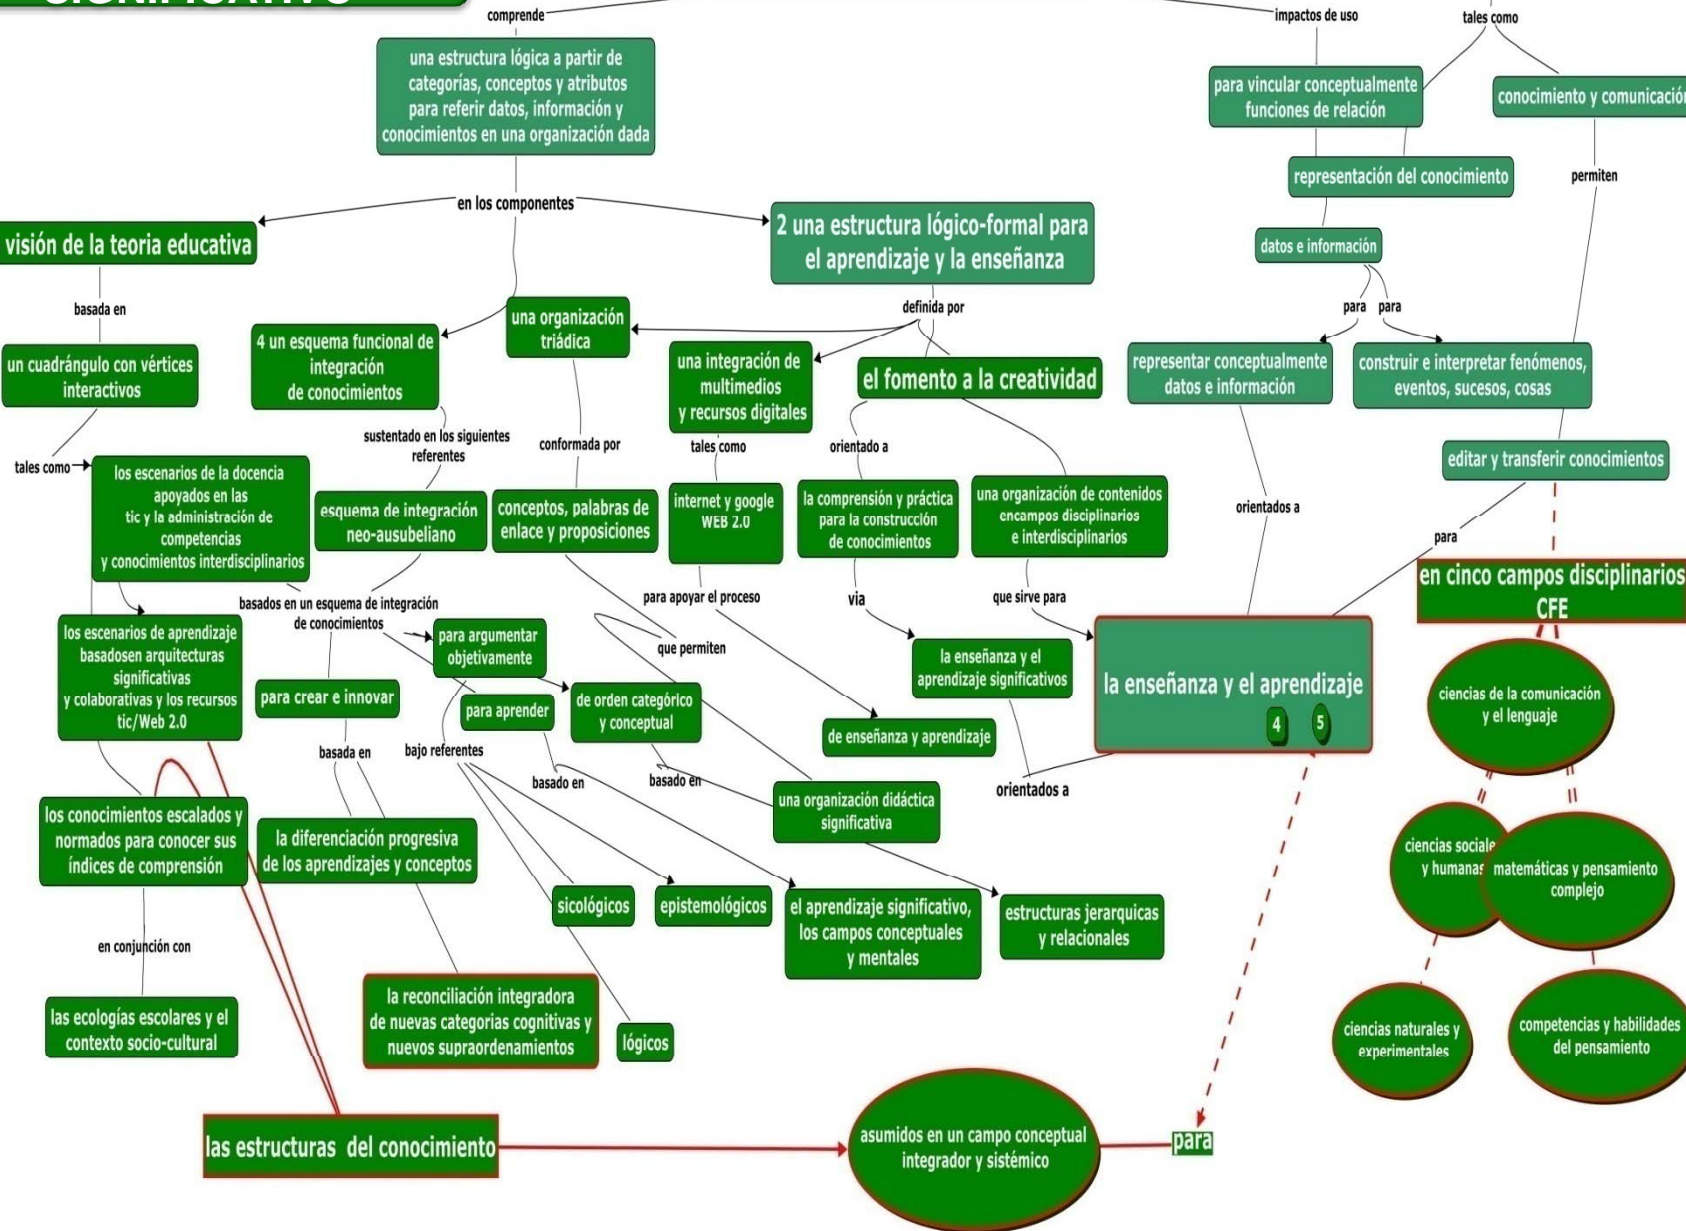 SIGNIFICATIVO
comprende
impactos de uso
tales como
una estructura lógica a partir de
categorías, conceptos y atributos
para referir datos, información y
conocimientos en una organización dada
para vincular conceptualmente
funciones de relación
conocimiento y comunicación
representación del conocimiento
permiten
en los componentes
visión de la teoria educativa
2 una estructura lógico-formal para
el aprendizaje y la enseñanza
datos e información
basada en
definida por
para
para
una organización
triádica
4 un esquema funcional de
integración
de conocimientos
un cuadrángulo con vértices
interactivos
una integración de
multimedios
y recursos digitales
el fomento a la creatividad
representar conceptualmente
datos e información
construir e interpretar fenómenos,
eventos, sucesos, cosas
sustentado en los siguientes
referentes
conformada por
tales como
orientado a
editar y transferir conocimientos
tales como
los escenarios de la docencia
apoyados en las
tic y la administración de
competencias
y conocimientos interdisciplinarios
esquema de integración
neo-ausubeliano
conceptos, palabras de
enlace y proposiciones
internet y google
WEB 2.0
la comprensión y práctica
para la construcción
de conocimientos
una organización de contenidos
encampos disciplinarios
e interdisciplinarios
orientados a
para
en cinco campos disciplinarios
CFE
basados en un esquema de integración
de conocimientos
para apoyar el proceso
via
que sirve para
los escenarios de aprendizaje
basadosen arquitecturas
significativas
y colaborativas y los recursos
tic/Web 2.0
para argumentar
objetivamente
que permiten
la enseñanza y el
aprendizaje significativos
la enseñanza y el aprendizaje
4
5
ciencias de la comunicación
y el lenguaje
para crear e innovar
para aprender
de orden categórico
y conceptual
de enseñanza y aprendizaje
basada en
bajo referentes
basado en
basado en
orientados a
los conocimientos escalados y
normados para conocer sus
índices de comprensión
la diferenciación progresiva
de los aprendizajes y conceptos
una organización didáctica
significativa
ciencias sociale
y humanas
matemáticas y pensamiento
complejo
sicológicos
epistemológicos
el aprendizaje significativo,
los campos conceptuales
y mentales
estructuras jerarquicas
y relacionales
en conjunción con
las ecologías escolares y el
contexto socio-cultural
la reconciliación integradora
de nuevas categorias cognitivas y
nuevos supraordenamientos
lógicos
ciencias naturales y
experimentales
competencias y habilidades
del pensamiento
las estructuras del conocimiento
asumidos en un campo conceptual
integrador y sistémico
para